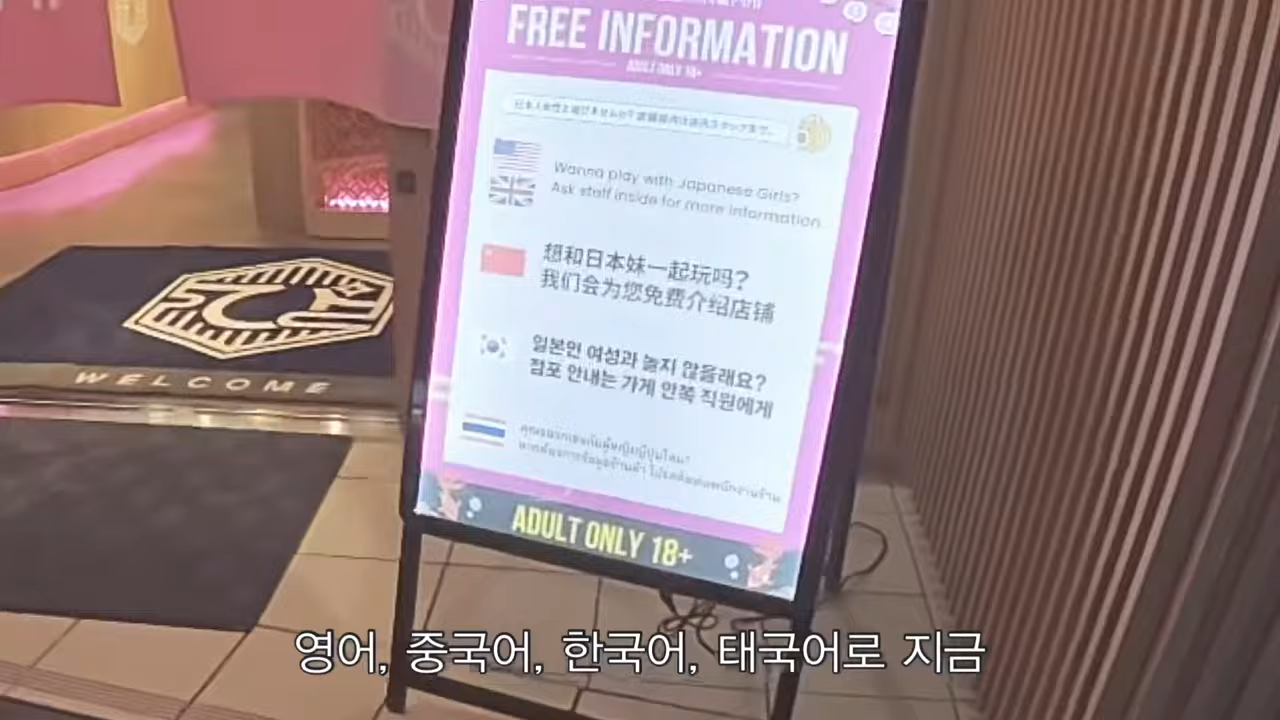 FREE INFORMATION
ADULT ONLY 18+
Wanna play with Japanese Girls?
Ask staff inside for more information
想和日本妹一起玩吗?
我们会为您免费介绍店铺
일본인 여성과 놀지 않을래요?
점포 안내는 가게 안쪽 직원에게
ADULT ONLY 18+
WELCOME
영어, 중국어, 한국어, 태국어로 지금